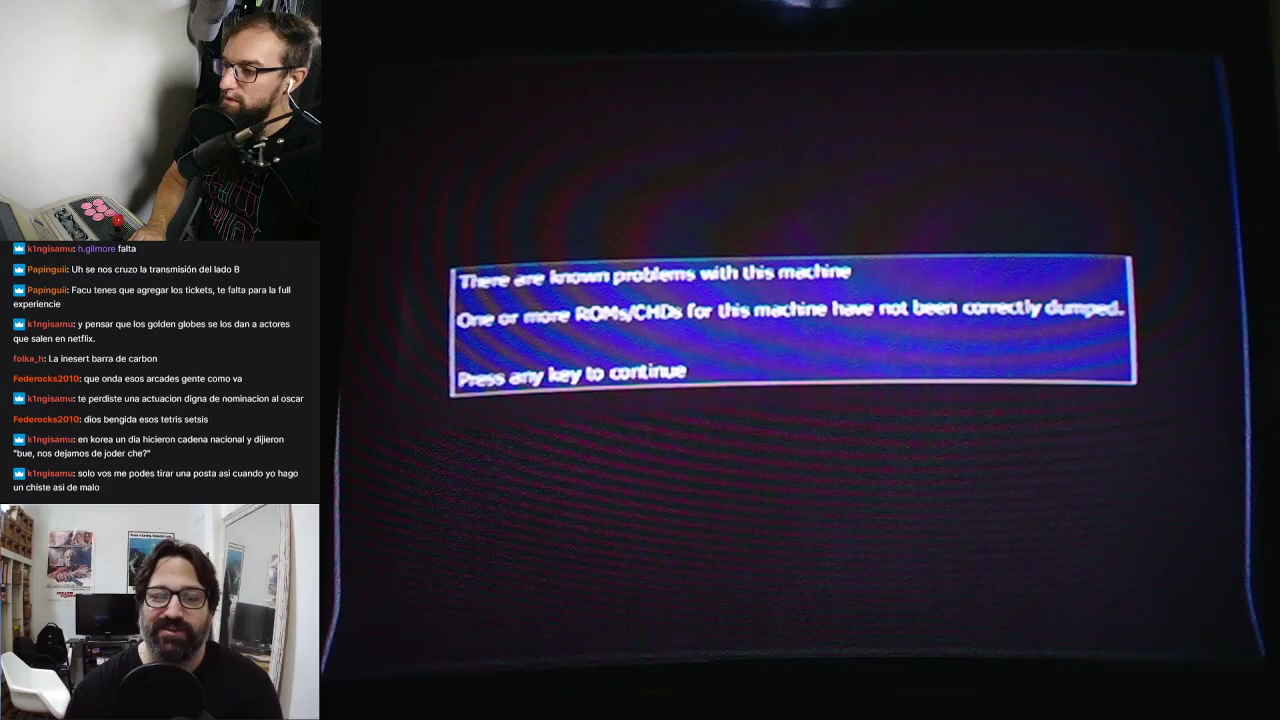 k1ngisamu: h.gilmore falta
Papinguii: Uh se nos cruzo la transmisión del lado B
Papinguii: Facu tenes que agregar los tickets, te falta para la full
experiencie
k1ngisamu: y pensar que los golden globes se los dan a actores
que salen en netflix.
folka_h: La inesert barra de carbon
Federocks2010: que onda esos arcades gente como va
k1ngisamu: te perdiste una actuacion digna de nominacion al oscar
Federocks2010: dios bengida esos tetris setsis
k1ngisamu: en korea un dia hicieron cadena nacional y dijieron
"bue, nos dejamos de joder che?"
k1ngisamu: solo vos me podes tirar una posta asi cuando yo hago
un chiste asi de malo
There are known problems with this machine
One or more ROMs/CHDs for this machine have not been correctly dumped.
Press any key to continue